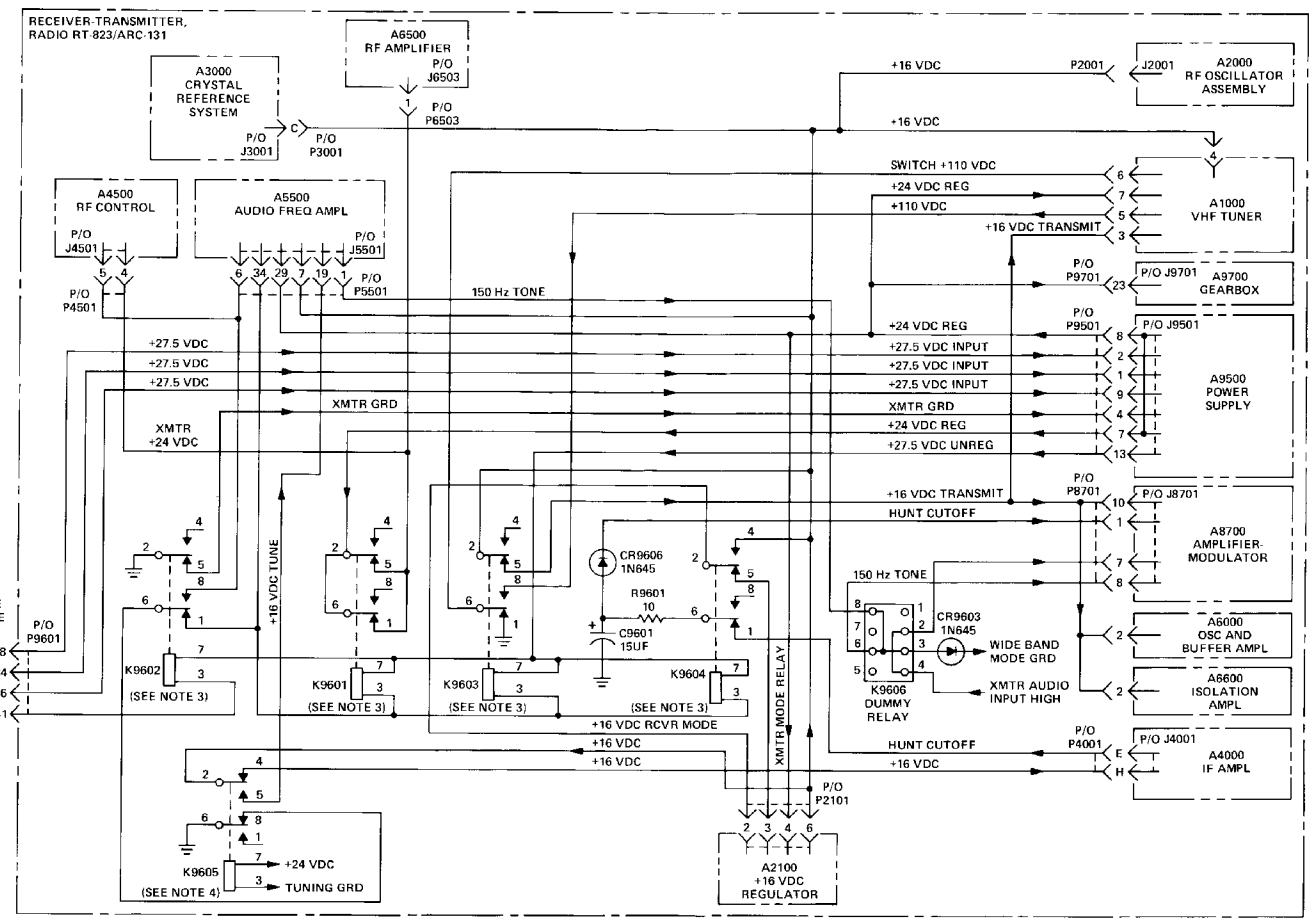 RECEIVER-TRANSMITTER,
RADIO RT-823/ARC-131
A6500
RF AMPLIFIER
P/O
J6503
1
P/O
P6503
A3000
CRYSTAL
REFERENCE
SYSTEM
P/O
J3001
C
P/O
P3001
+16 VDC
P2001
J2001
A2000
RF OSCILLATOR
ASSEMBLY
+16 VDC
4
A4500
RF CONTROL
P/O
J4501
5 4
P/O
P4501
A5500
AUDIO FREQ AMPL
P/O
J5501
6 34 29 7 19 1
P/O
P5501
SWITCH +110 VDC
6
+24 VDC REG
7
+110 VDC
5
+16 VDC TRANSMIT
3
A1000
VHF TUNER
150 Hz TONE
P/O
P9701
23
P/O J9701
A9700
GEARBOX
+24 VDC REG
P/O
P9501
8
P/O J9501
+27.5 VDC
+27.5 VDC INPUT
2
+27.5 VDC
+27.5 VDC INPUT
1
+27.5 VDC
+27.5 VDC INPUT
9
XMTR GRD
XMTR GRD
4
+24 VDC REG
7
+27.5 VDC UNREG
13
A9500
POWER
SUPPLY
XMTR
+24 VDC
+16 VDC TRANSMIT
P/O
P8701
10
P/O J8701
HUNT CUTOFF
1
7
150 Hz TONE
8
A8700
AMPLIFIER-
MODULATOR
+16 VDC TUNE
4
2
5
8
6
1
7
K9602
3
(SEE NOTE 3)
4
2
5
8
6
1
7
K9601
3
(SEE NOTE 3)
4
2
5
8
6
1
7
K9603
3
(SEE NOTE 3)
CR9606
1N645
R9601
10
+
C9601
15UF
4
2
5
8
6
1
7
K9604
3
(SEE NOTE 3)
8 1
7 2
6 3
5 4
K9606
DUMMY
RELAY
CR9603
1N645
WIDE BAND
MODE GRD
XMTR AUDIO
INPUT HIGH
2
A6000
OSC AND
BUFFER AMPL
2
A6600
ISOLATION
AMPL
P/O
P9601
8
4
6
1
+16 VDC RCVR MODE
+16 VDC
+16 VDC
XMTR MODE RELAY
HUNT CUTOFF
P/O
P4001
E
P/O J4001
+16 VDC
H
A4000
IF AMPL
4
2
5
6
8
1
7
+24 VDC
K9605
3
TUNING GRD
(SEE NOTE 4)
P/O
P2101
2 3 4 6
A2100
+16 VDC
REGULATOR